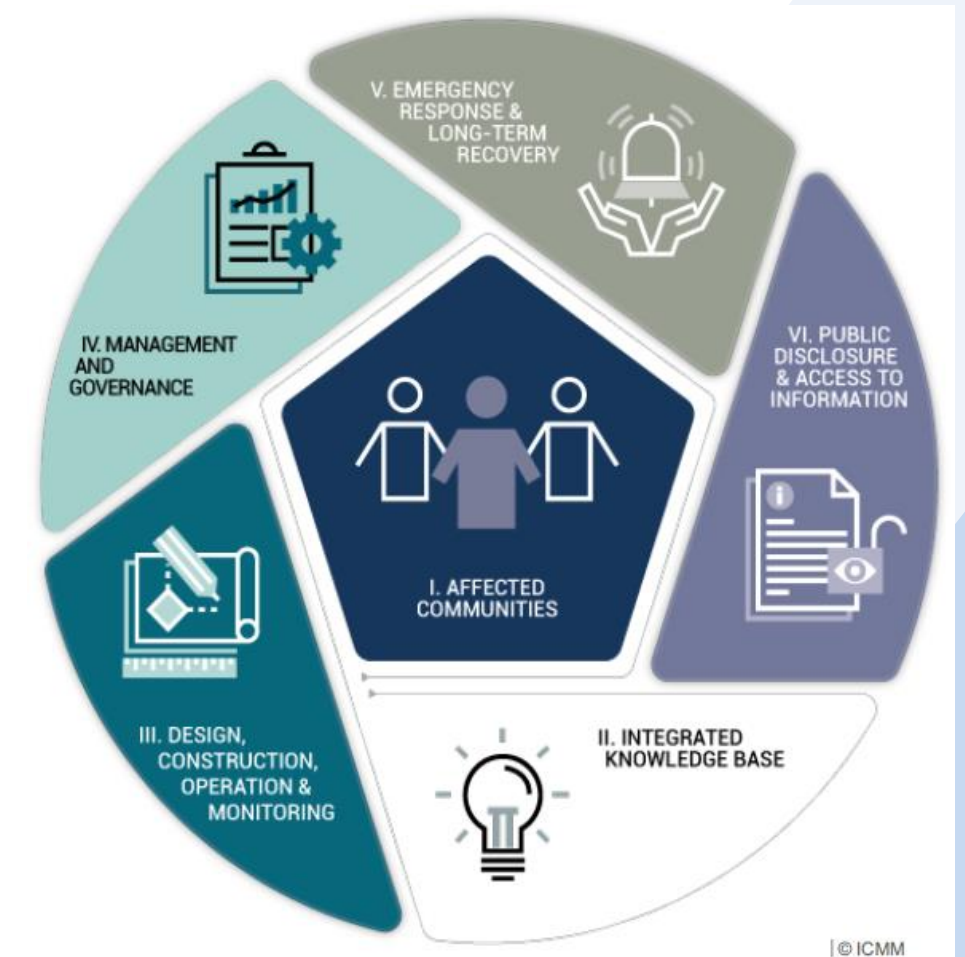 V. EMERGENCY
RESPONSE &
LONG-TERM
RECOVERY
IV. MANAGEMENT
AND
GOVERNANCE
VI. PUBLIC
DISCLOSURE
& ACCESS TO
INFORMATION
I. AFFECTED
COMMUNITIES
III. DESIGN,
CONSTRUCTION,
OPERATION &
MONITORING
II. INTEGRATED
KNOWLEDGE BASE
© ICMM